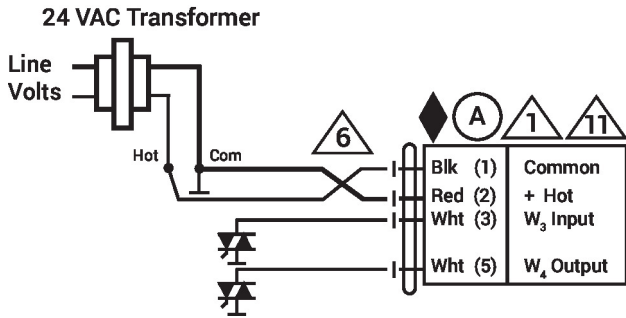 24 VAC Transformer
Line
Volts
Hot
Com
6
A
1
11
Blk (1) Common
Red (2) + Hot
Wht (3) W₃ Input
Wht (5) W₄ Output